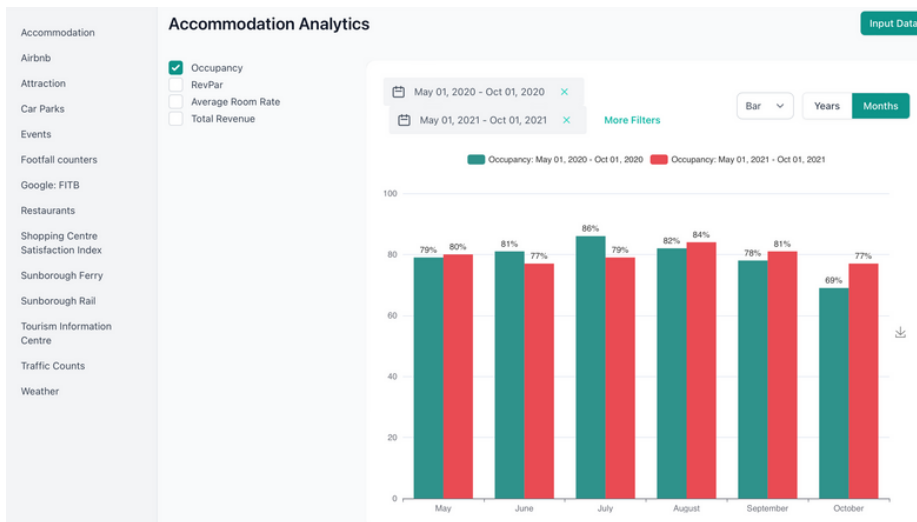 Accommodation
Airbnb
Attraction
Car Parks
Events
Footfall counters
Google: FITB
Restaurants
Shopping Centre
Satisfaction Index
Sunborough Ferry
Sunborough Rail
Tourism Information
Centre
Traffic Counts
Weather
Accommodation Analytics
Input Data
Occupancy
RevPar
Average Room Rate
Total Revenue
May 01, 2020 - Oct 01, 2020 ×
May 01, 2021 - Oct 01, 2021 ×
More Filters
Bar
Years
Months
Occupancy: May 01, 2020 - Oct 01, 2020
Occupancy: May 01, 2021 - Oct 01, 2021
100
80
60
40
20
0
79% 80%
81% 77%
86% 79%
82% 84%
78% 81%
69% 77%
May
June
July
August
September
October